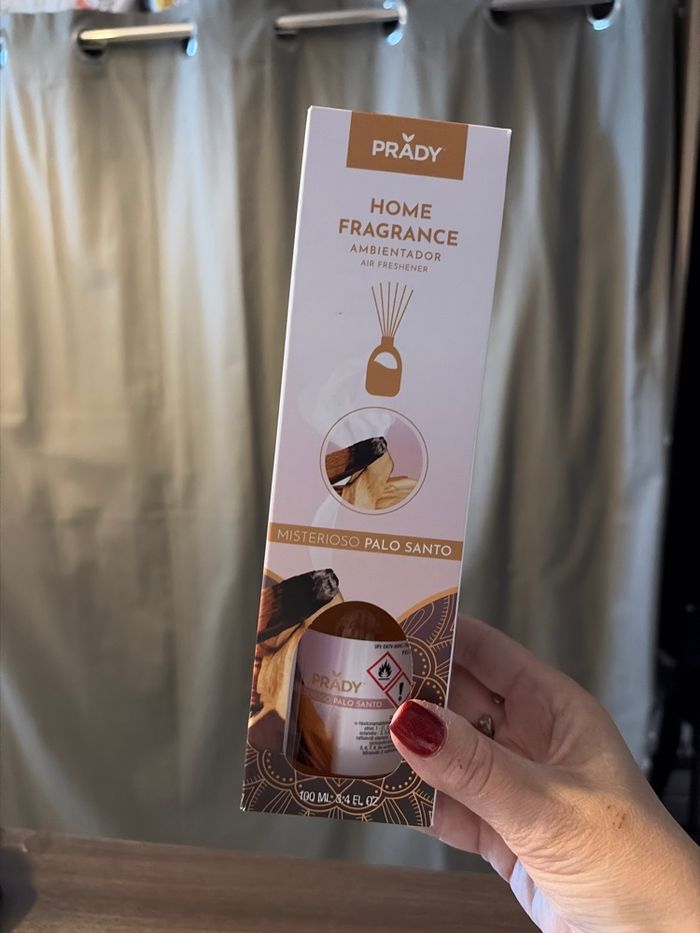 PRADY
HOME
FRAGRANCE
AMBIENTADOR
AIR FRESHENER
MISTERIOSO PALO SANTO
PRADY
PALO SANTO
100 ML 3.4 FL OZ